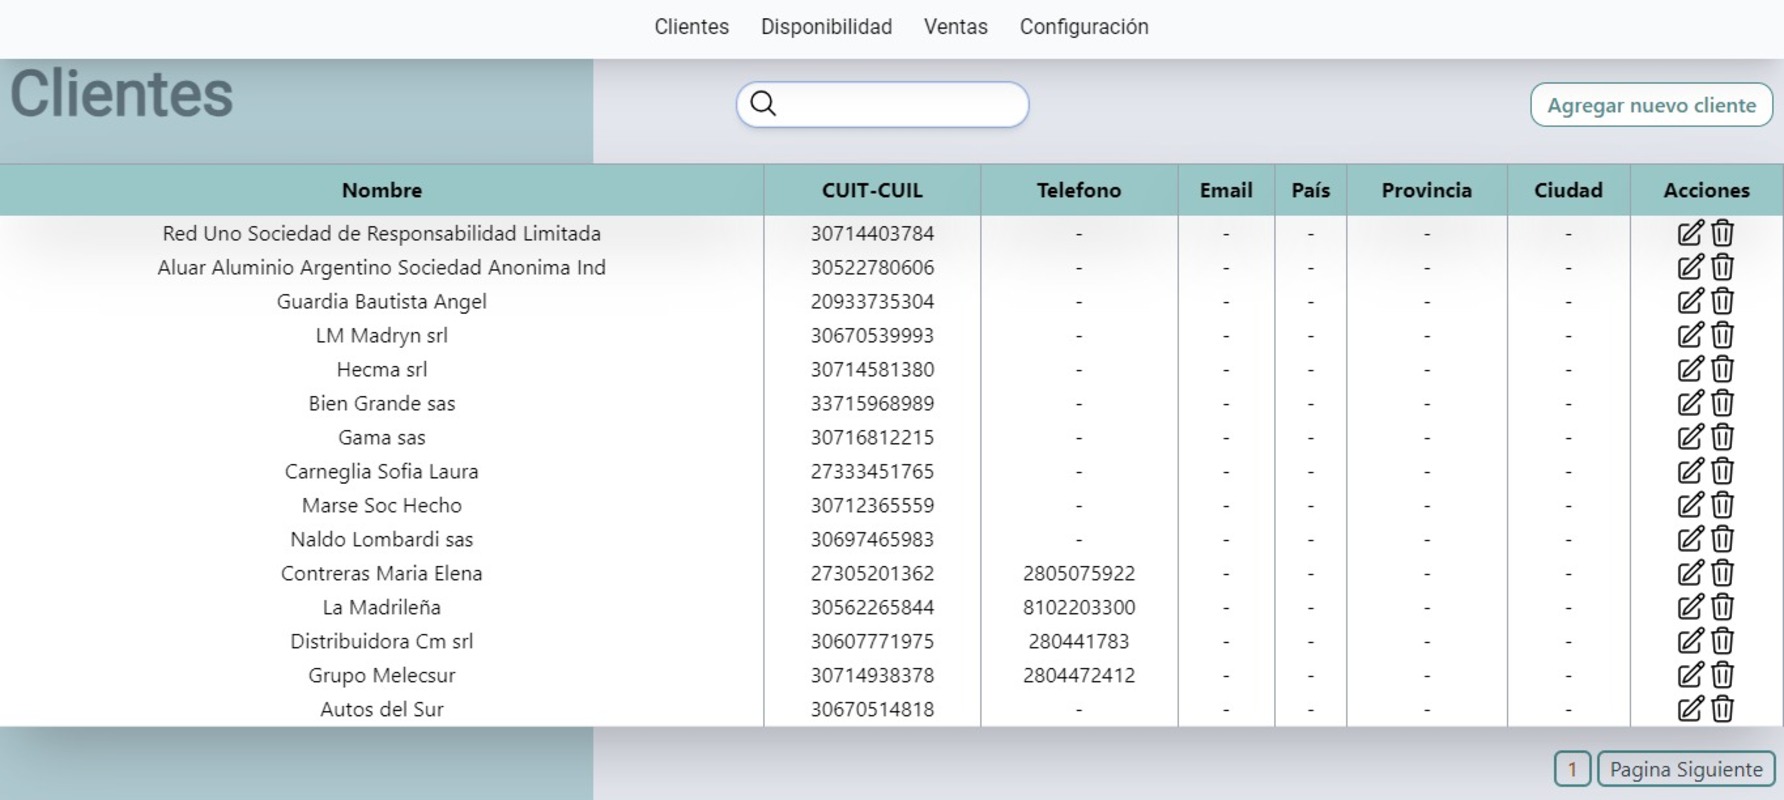 Clientes Disponibilidad Ventas Configuración
Clientes
Agregar nuevo cliente
Nombre CUIT-CUIL Telefono Email País Provincia Ciudad Acciones
Red Uno Sociedad de Responsabilidad Limitada 30714403784 - - - - -
Aluar Aluminio Argentino Sociedad Anonima Ind 30522780606 - - - - -
Guardia Bautista Angel 20933735304 - - - - -
LM Madryn srl 30670539993 - - - - -
Hecma srl 30714581380 - - - - -
Bien Grande sas 33715968989 - - - - -
Gama sas 30716812215 - - - - -
Carneglia Sofia Laura 27333451765 - - - - -
Marse Soc Hecho 30712365559 - - - - -
Naldo Lombardi sas 30697465983 - - - - -
Contreras Maria Elena 27305201362 2805075922 - - - -
La Madrileña 30562265844 8102203300 - - - -
Distribuidora Cm srl 30607771975 280441783 - - - -
Grupo Melecsur 30714938378 2804472412 - - - -
Autos del Sur 30670514818 - - - - -
1 Pagina Siguiente